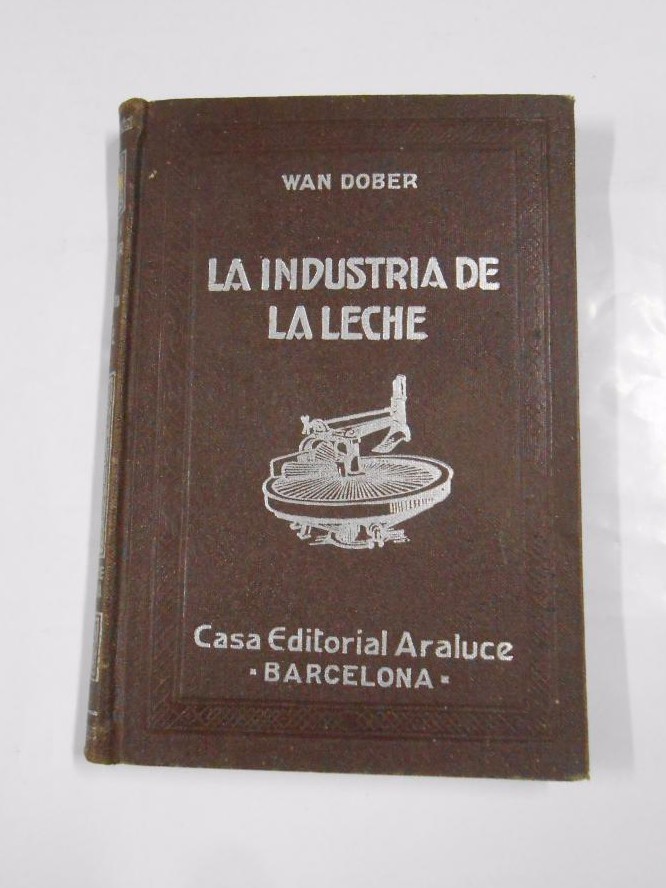 WAN DOBER
LA INDUSTRIA DE
LA LECHE
Casa Editorial Araluce
▪ BARCELONA ▪